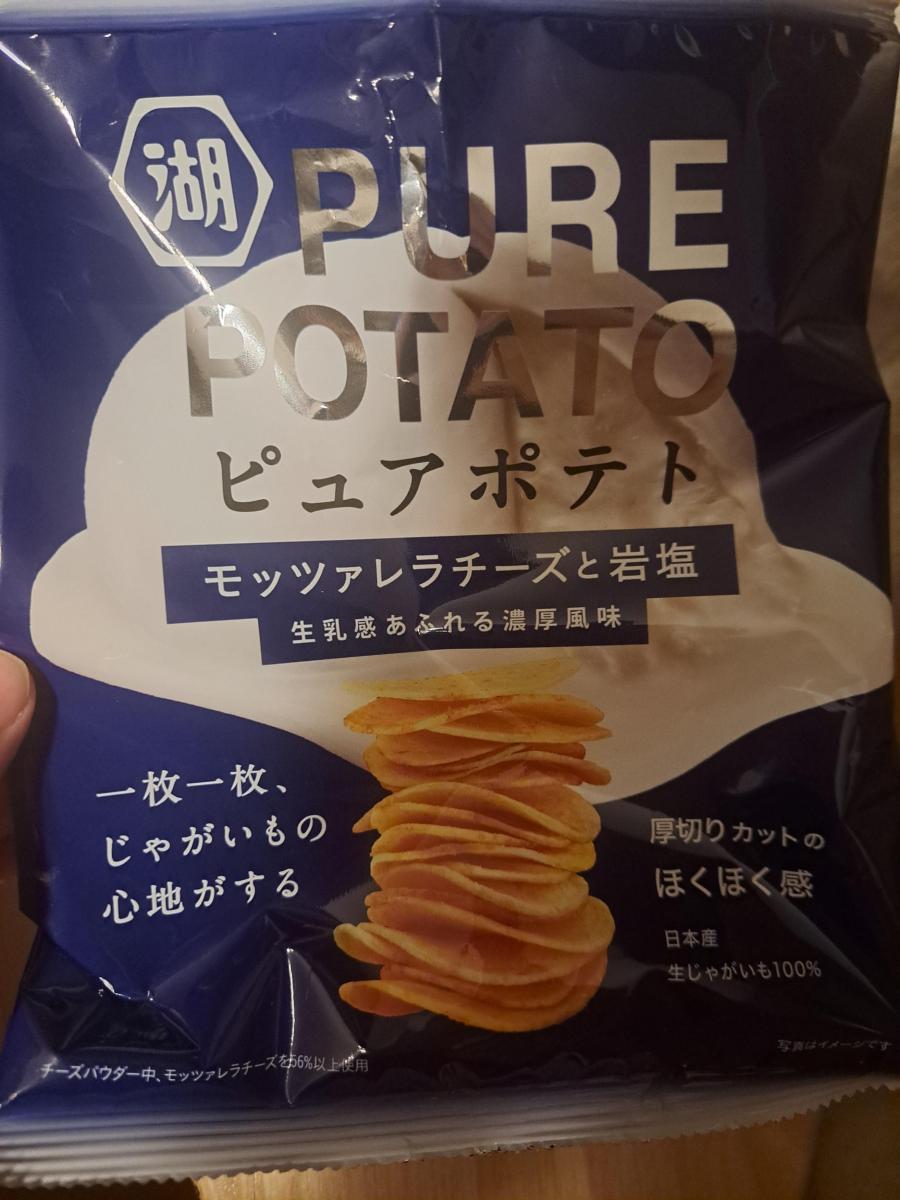 湖
PURE
POTATO
ピュアポテト
モッツァレラチーズと岩塩
生乳感あふれる濃厚風味
一枚一枚、
じゃがいもの
心地がする
厚切りカットの
ほくほく感
日本産
生じゃがいも100%
写真はイメージです
チーズパウダー中、モッツァレラチーズを56%以上使用